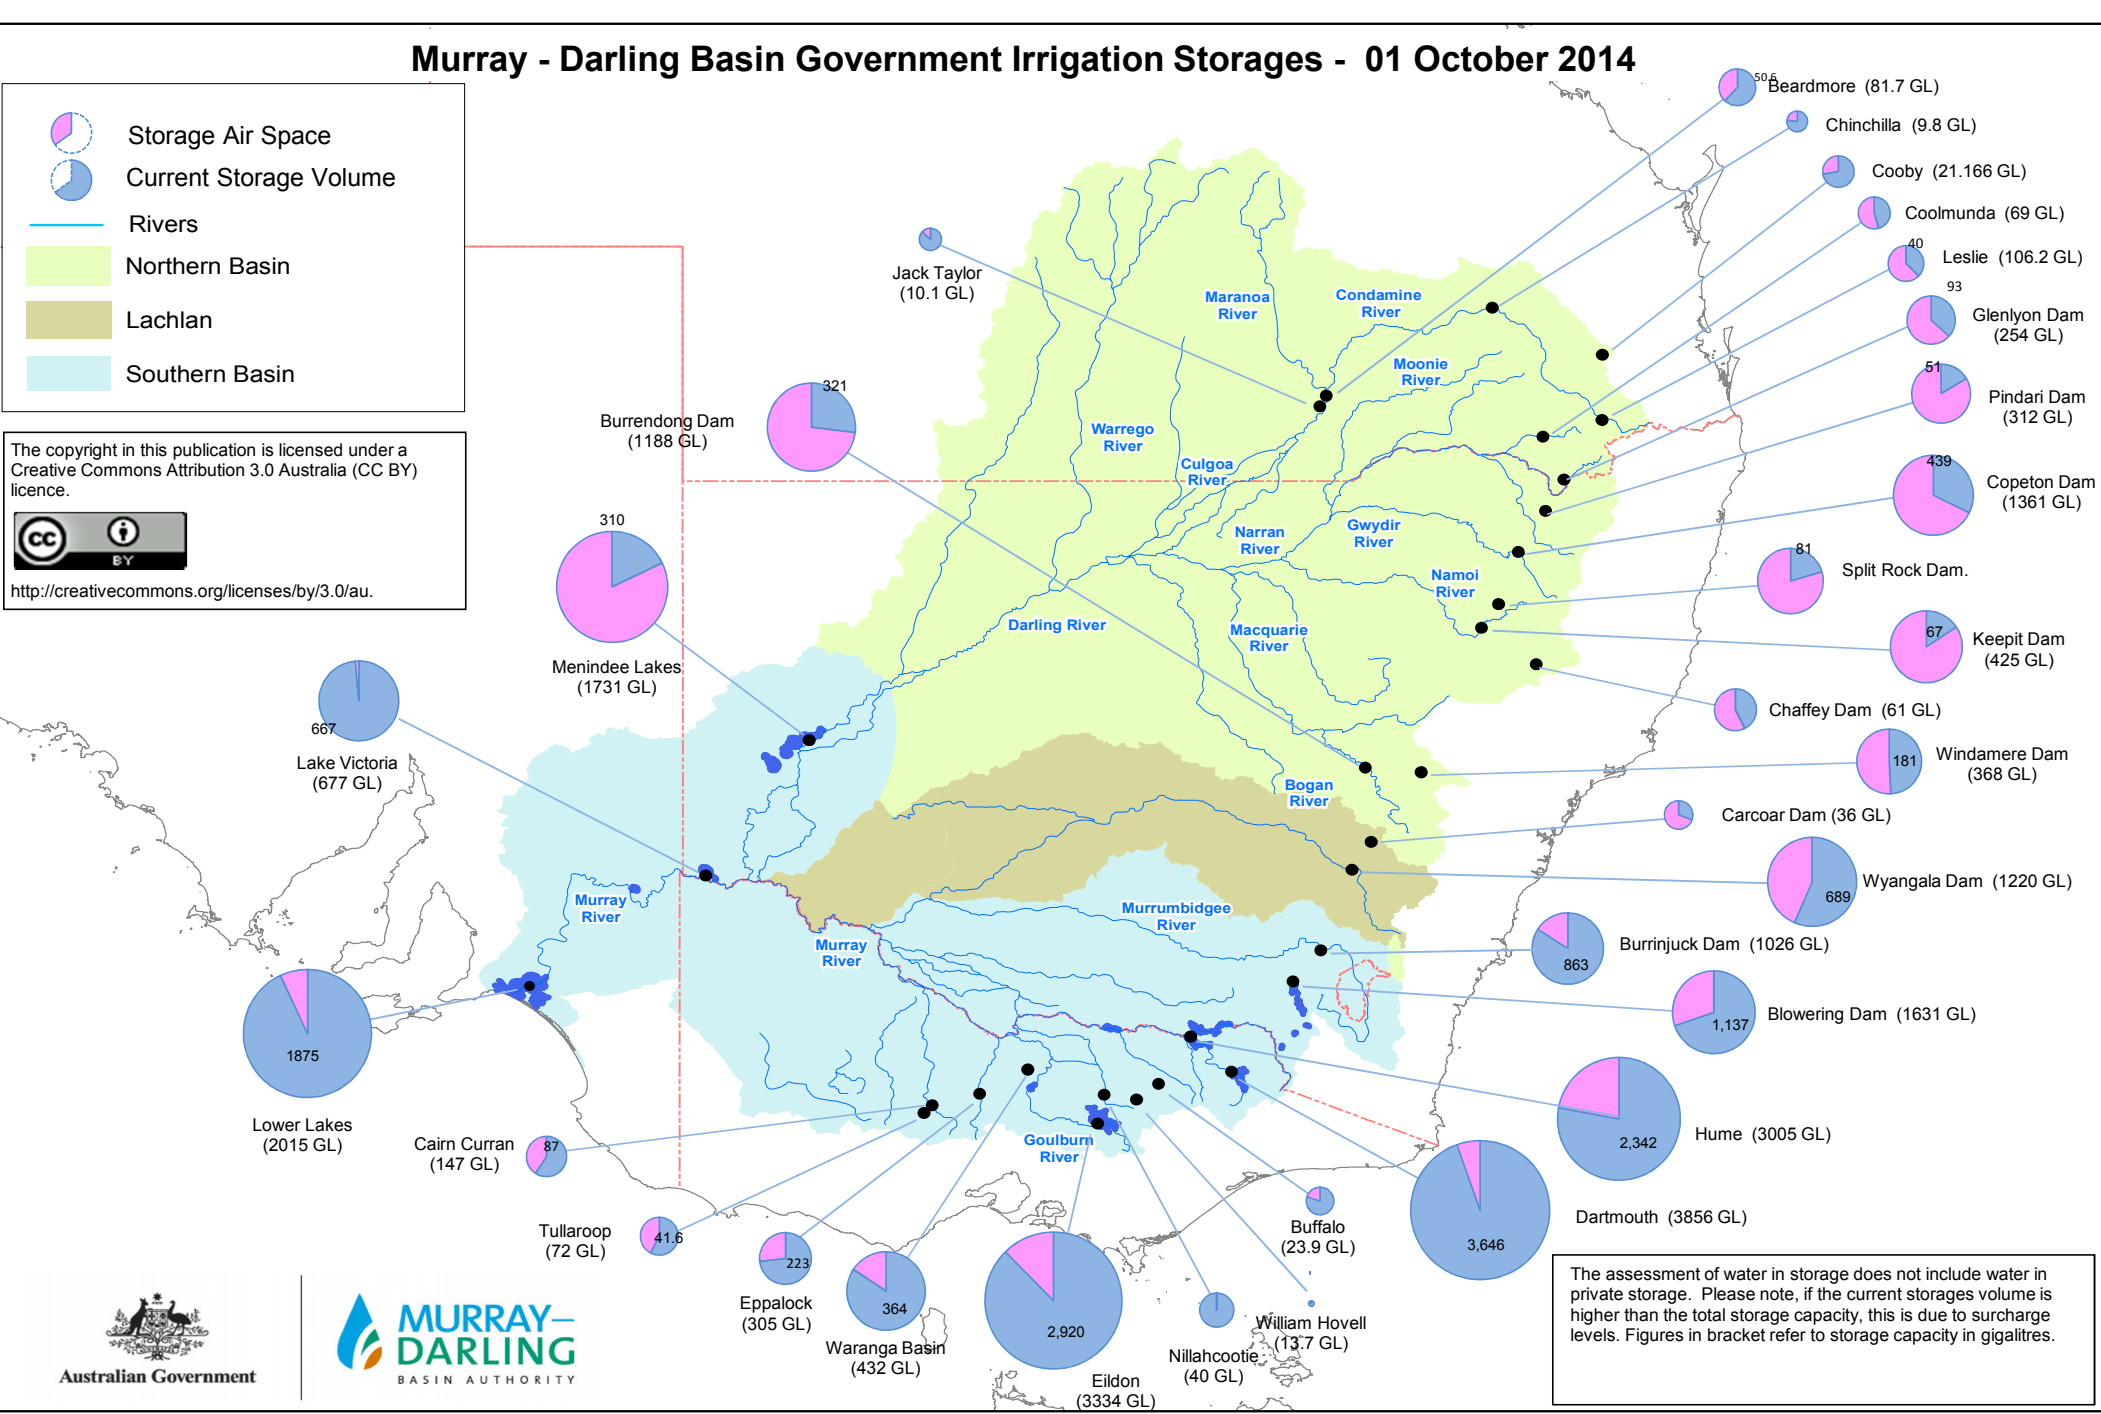 Murray - Darling Basin Government Irrigation Storages - 01 October 2014
Storage Air Space
Current Storage Volume
Rivers
Northern Basin
Lachlan
Southern Basin
The copyright in this publication is licensed under a
Creative Commons Attribution 3.0 Australia (CC BY)
licence.
cc
BY
http://creativecommons.org/licenses/by/3.0/au.
50.6
Beardmore (81.7 GL)
Chinchilla (9.8 GL)
Cooby (21.166 GL)
Coolmunda (69 GL)
40
Leslie (106.2 GL)
93
Glenlyon Dam
(254 GL)
51
Pindari Dam
(312 GL)
439
Copeton Dam
(1361 GL)
81
Split Rock Dam.
67
Keepit Dam
(425 GL)
Chaffey Dam (61 GL)
181
Windamere Dam
(368 GL)
Carcoar Dam (36 GL)
689
Wyangala Dam (1220 GL)
863
Burrinjuck Dam (1026 GL)
1,137
Blowering Dam (1631 GL)
2,342
Hume (3005 GL)
3,646
Dartmouth (3856 GL)
Jack Taylor
(10.1 GL)
321
Burrendong Dam
(1188 GL)
310
Menindee Lakes
(1731 GL)
667
Lake Victoria
(677 GL)
1875
Lower Lakes
(2015 GL)
87
Cairn Curran
(147 GL)
41.6
Tullaroop
(72 GL)
223
Eppalock
(305 GL)
364
Waranga Basin
(432 GL)
2,920
Eildon
(3334 GL)
Nillahcootie
(40 GL)
William Hovell
(13.7 GL)
Buffalo
(23.9 GL)
Maranoa
River
Condamine
River
Moonie
River
Warrego
River
Culgoa
River
Narran
River
Gwydir
River
Namoi
River
Darling River
Macquarie
River
Bogan
River
Murray
River
Murrumbidgee
River
Murray
River
Goulburn
River
Australian Government
MURRAY–
DARLING
BASIN AUTHORITY
The assessment of water in storage does not include water in
private storage. Please note, if the current storages volume is
higher than the total storage capacity, this is due to surcharge
levels. Figures in bracket refer to storage capacity in gigalitres.